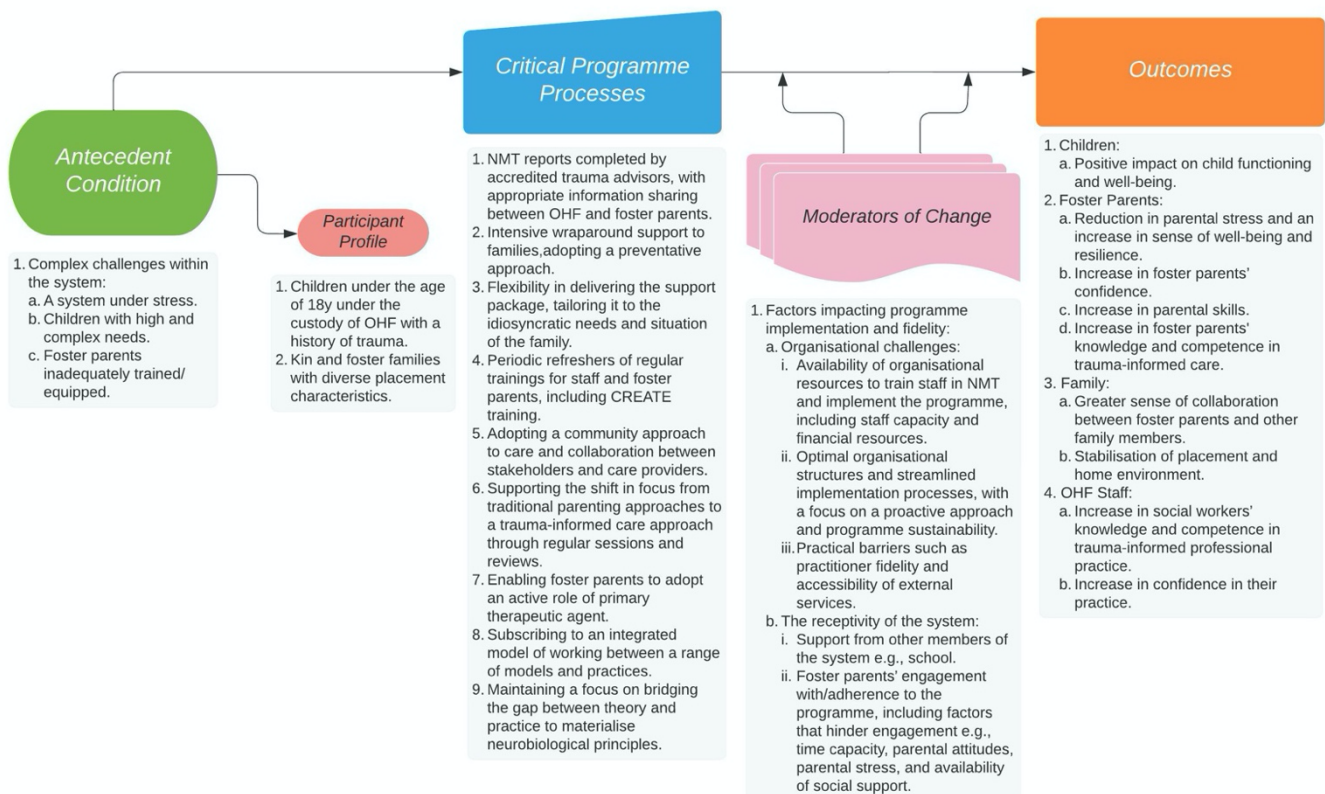 Antecedent
Condition
1. Complex challenges within
the system:
a. A system under stress.
b. Children with high and
complex needs.
c. Foster parents
inadequately trained/
equipped.
Participant
Profile
1. Children under the age
of 18y under the
custody of OHF with a
history of trauma.
2. Kin and foster families
with diverse placement
characteristics.
Critical Programme
Processes
1. NMT reports completed by
accredited trauma advisors, with
appropriate information sharing
between OHF and foster parents.
2. Intensive wraparound support to
families,adopting a preventative
approach.
3. Flexibility in delivering the support
package, tailoring it to the
idiosyncratic needs and situation
of the family.
4. Periodic refreshers of regular
trainings for staff and foster
parents, including CREATE
training.
5. Adopting a community approach
to care and collaboration between
stakeholders and care providers.
6. Supporting the shift in focus from
traditional parenting approaches to
a trauma-informed care approach
through regular sessions and
reviews.
7. Enabling foster parents to adopt
an active role of primary
therapeutic agent.
8. Subscribing to an integrated
model of working between a range
of models and practices.
9. Maintaining a focus on bridging
the gap between theory and
practice to materialise
neurobiological principles.
Moderators of Change
1. Factors impacting programme
implementation and fidelity:
a. Organisational challenges:
i. Availability of organisational
resources to train staff in NMT
and implement the programme,
including staff capacity and
financial resources.
ii. Optimal organisational
structures and streamlined
implementation processes, with
a focus on a proactive approach
and programme sustainability.
iii. Practical barriers such as
practitioner fidelity and
accessibility of external
services.
b. The receptivity of the system:
i. Support from other members of
the system e.g., school.
ii. Foster parents' engagement
with/adherence to the
programme, including factors
that hinder engagement e.g.,
time capacity, parental attitudes,
parental stress, and availability
of social support.
Outcomes
1. Children:
a. Positive impact on child functioning
and well-being.
2. Foster Parents:
a. Reduction in parental stress and an
increase in sense of well-being and
resilience.
b. Increase in foster parents'
confidence.
c. Increase in parental skills.
d. Increase in foster parents'
knowledge and competence in
trauma-informed care.
3. Family:
a. Greater sense of collaboration
between foster parents and other
family members.
b. Stabilisation of placement and
home environment.
4. OHF Staff:
a. Increase in social workers'
knowledge and competence in
trauma-informed professional
practice.
b. Increase in confidence in their
practice.